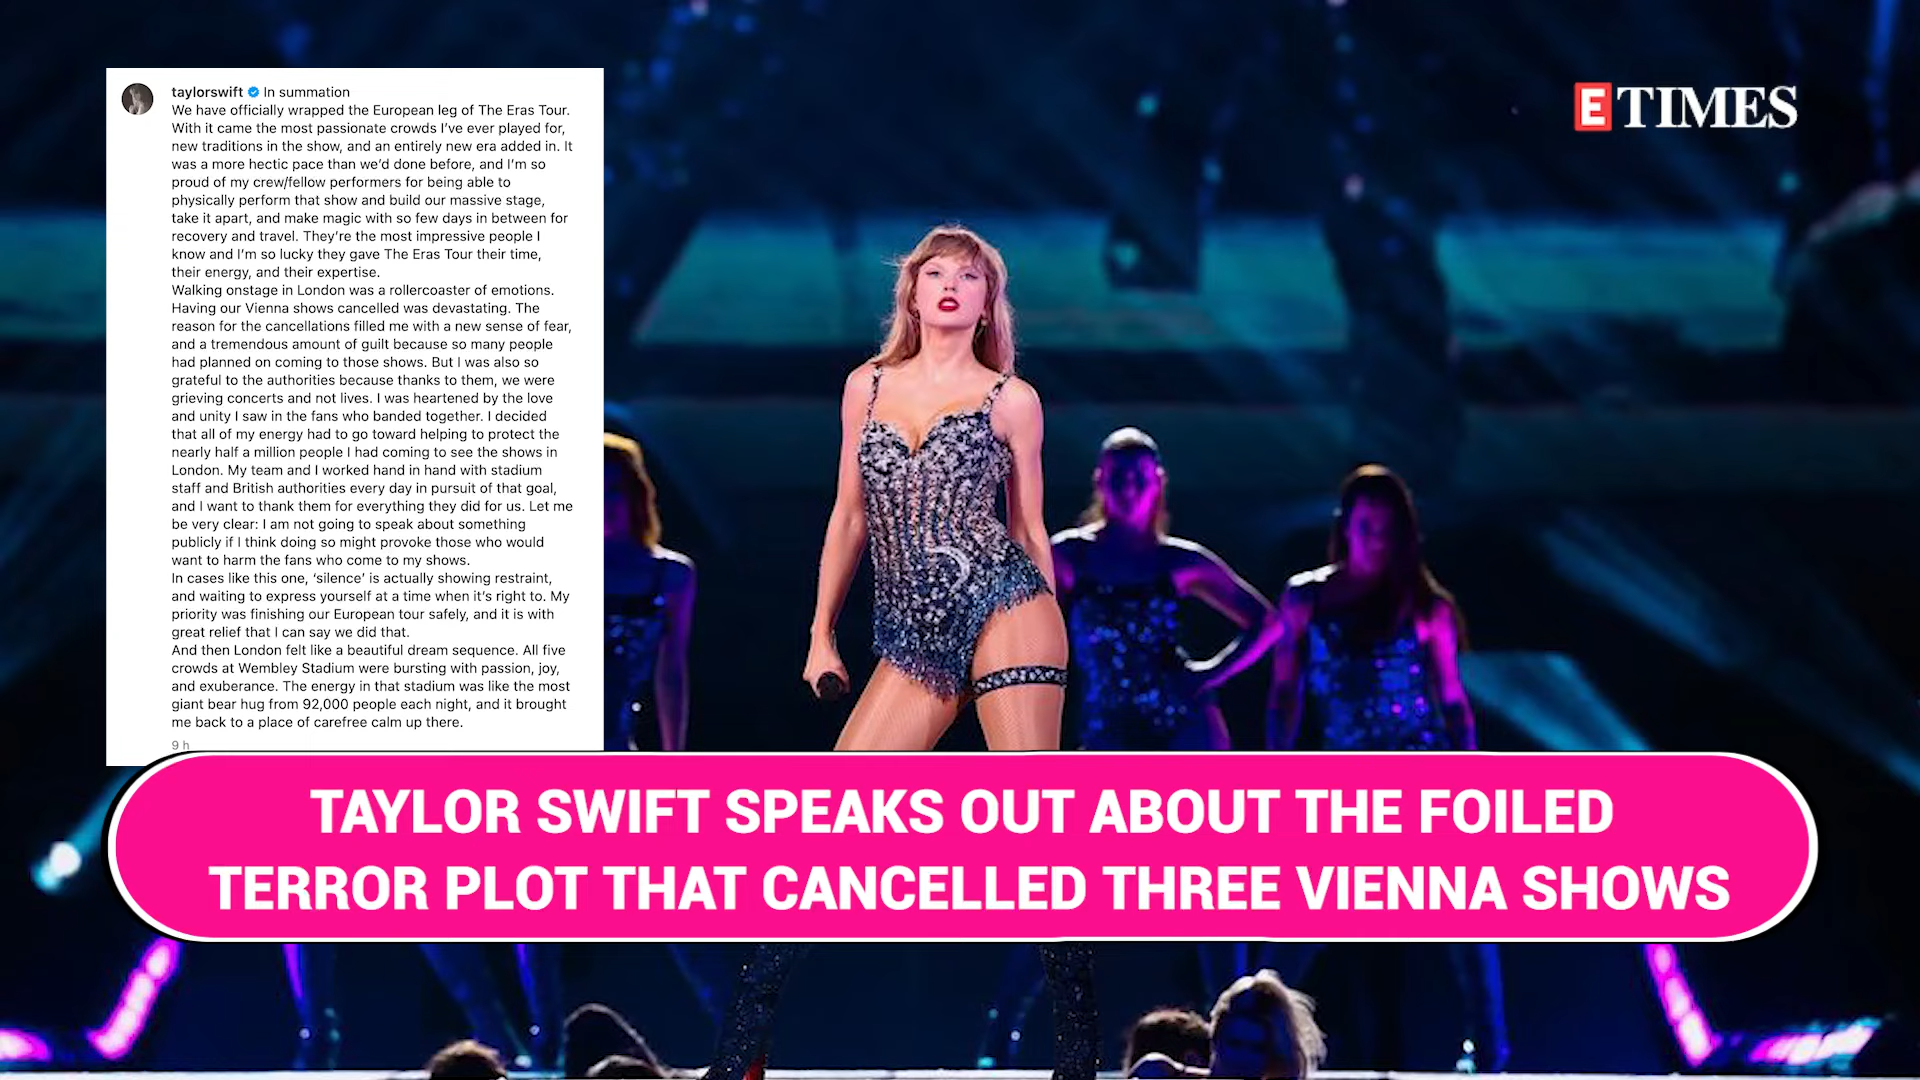 taylorswift In summation
We have officially wrapped the European leg of The Eras Tour.
With it came the most passionate crowds I've ever played for,
new traditions in the show, and an entirely new era added in. It
was a more hectic pace than we'd done before, and I'm so
proud of my crew/fellow performers for being able to
physically perform that show and build our massive stage,
take it apart, and make magic with so few days in between for
recovery and travel. They're the most impressive people I
know and I'm so lucky they gave The Eras Tour their time,
their energy, and their expertise.
Walking onstage in London was a rollercoaster of emotions.
Having our Vienna shows cancelled was devastating. The
reason for the cancellations filled me with a new sense of fear,
and a tremendous amount of guilt because so many people
had planned on coming to those shows. But I was also so
grateful to the authorities because thanks to them, we were
grieving concerts and not lives. I was heartened by the love
and unity I saw in the fans who banded together. I decided
that all of my energy had to go toward helping to protect the
nearly half a million people I had coming to see the shows in
London. My team and I worked hand in hand with stadium
staff and British authorities every day in pursuit of that goal,
and I want to thank them for everything they did for us. Let me
be very clear: I am not going to speak about something
publicly if I think doing so might provoke those who would
want to harm the fans who come to my shows.
In cases like this one, ‘silence’ is actually showing restraint,
and waiting to express yourself at a time when it's right to. My
priority was finishing our European tour safely, and it is with
great relief that I can say we did that.
And then London felt like a beautiful dream sequence. All five
crowds at Wembley Stadium were bursting with passion, joy,
and exuberance. The energy in that stadium was like the most
giant bear hug from 92,000 people each night, and it brought
me back to a place of carefree calm up there.
9 h
ETIMES
TAYLOR SWIFT SPEAKS OUT ABOUT THE FOILED
TERROR PLOT THAT CANCELLED THREE VIENNA SHOWS